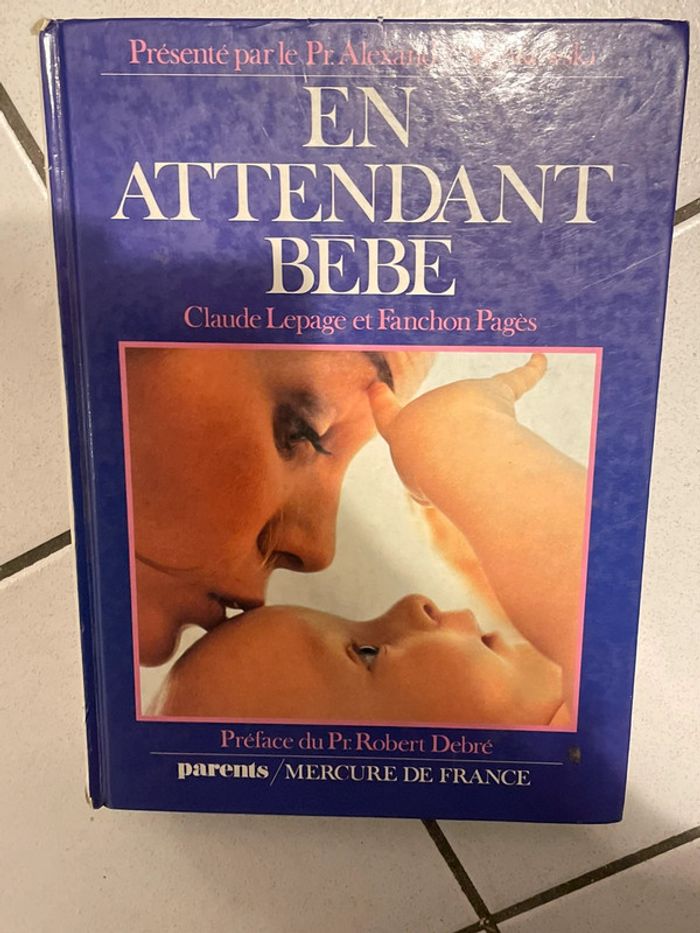 Présenté par le Pr. Alexand
EN
ATTENDANT
BĒBĒ
Claude Lepage et Fanchon Pagès
Préface du Pr. Robert Debré
parents/MERCURE DE FRANCE